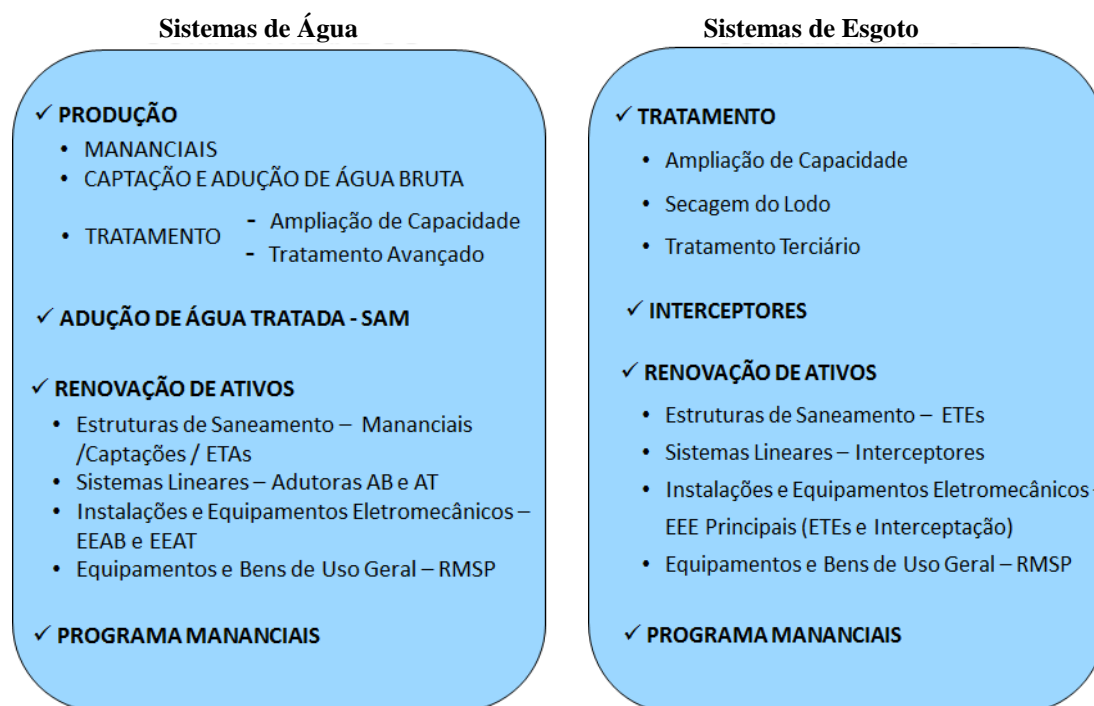 Sistemas de Água
✓ PRODUÇÃO
• MANANCIAIS
• CAPTAÇÃO E ADUÇÃO DE ÁGUA BRUTA
• TRATAMENTO
- Ampliação de Capacidade
- Tratamento Avançado
✓ ADUÇÃO DE ÁGUA TRATADA - SAM
✓ RENOVAÇÃO DE ATIVOS
• Estruturas de Saneamento – Mananciais
/Captações / ETAs
• Sistemas Lineares – Adutoras AB e AT
• Instalações e Equipamentos Eletromecânicos –
EEAB e EEAT
• Equipamentos e Bens de Uso Geral – RMSP
✓ PROGRAMA MANANCIAIS
Sistemas de Esgoto
✓ TRATAMENTO
• Ampliação de Capacidade
• Secagem do Lodo
• Tratamento Terciário
✓ INTERCEPTORES
✓ RENOVAÇÃO DE ATIVOS
• Estruturas de Saneamento – ETEs
• Sistemas Lineares – Interceptores
• Instalações e Equipamentos Eletromecânicos -
EEE Principais (ETEs e Interceptação)
• Equipamentos e Bens de Uso Geral – RMSP
✓ PROGRAMA MANANCIAIS